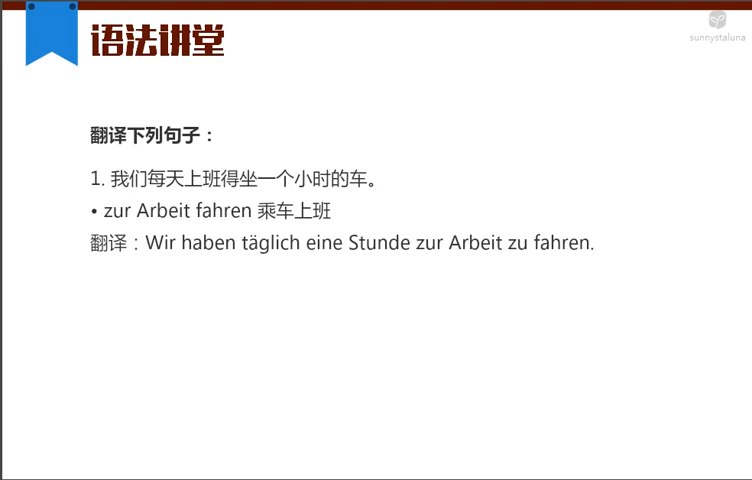 语法讲堂
sunnystaluna
翻译下列句子：
1. 我们每天上班得坐一个小时的车。
• zur Arbeit fahren 乘车上班
翻译：Wir haben täglich eine Stunde zur Arbeit zu fahren.